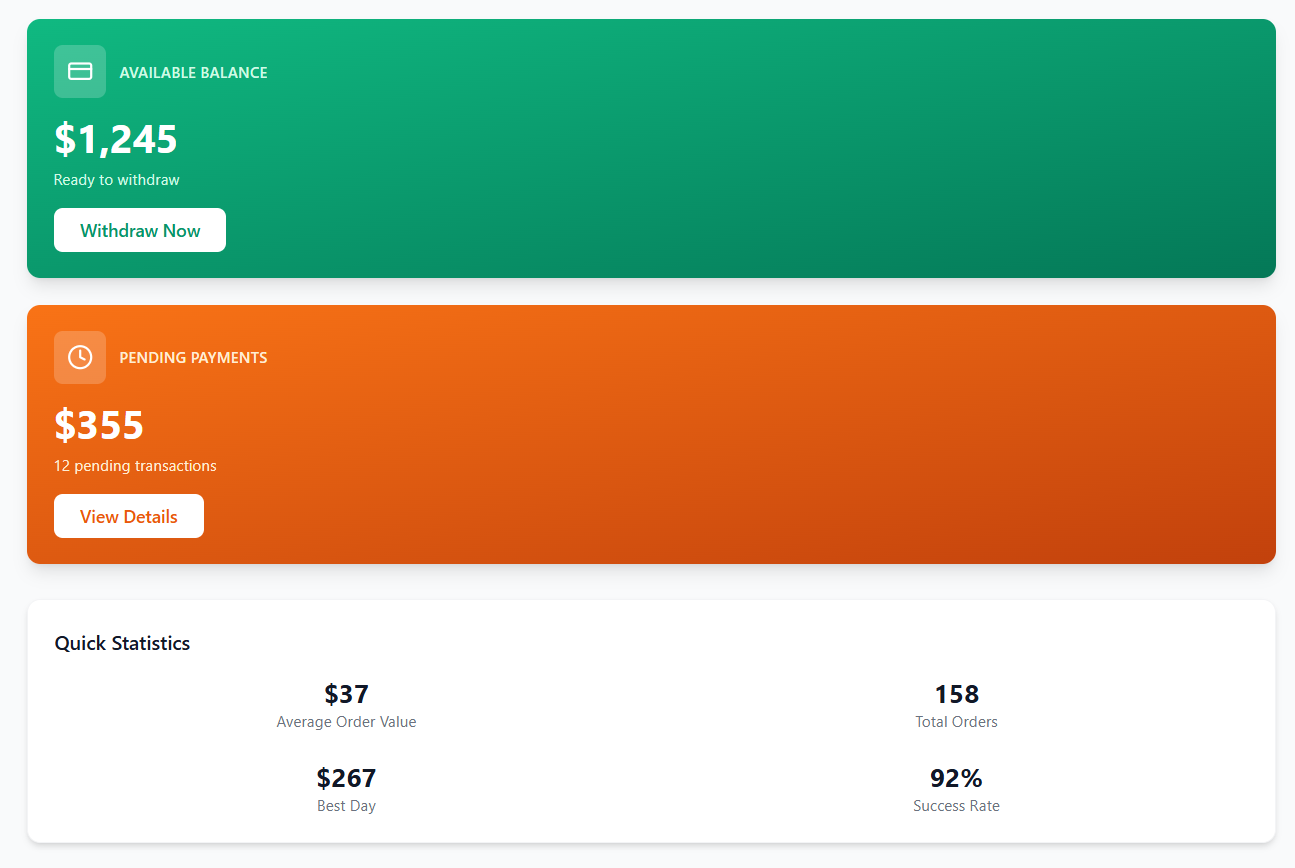 AVAILABLE BALANCE
$1,245
Ready to withdraw
Withdraw Now
PENDING PAYMENTS
$355
12 pending transactions
View Details
Quick Statistics
$37
Average Order Value
158
Total Orders
$267
Best Day
92%
Success Rate